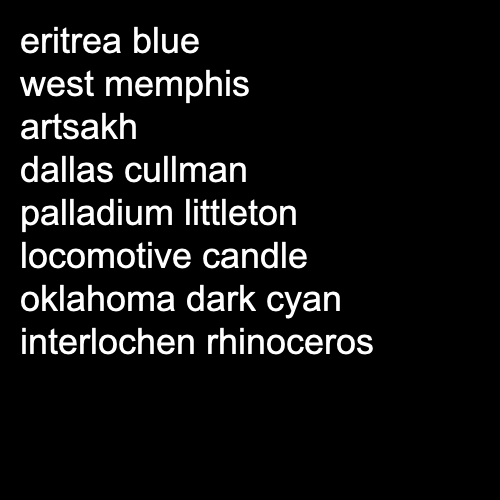 eritrea blue
west memphis
artsakh
dallas cullman
palladium littleton
locomotive candle
oklahoma dark cyan
interlochen rhinoceros